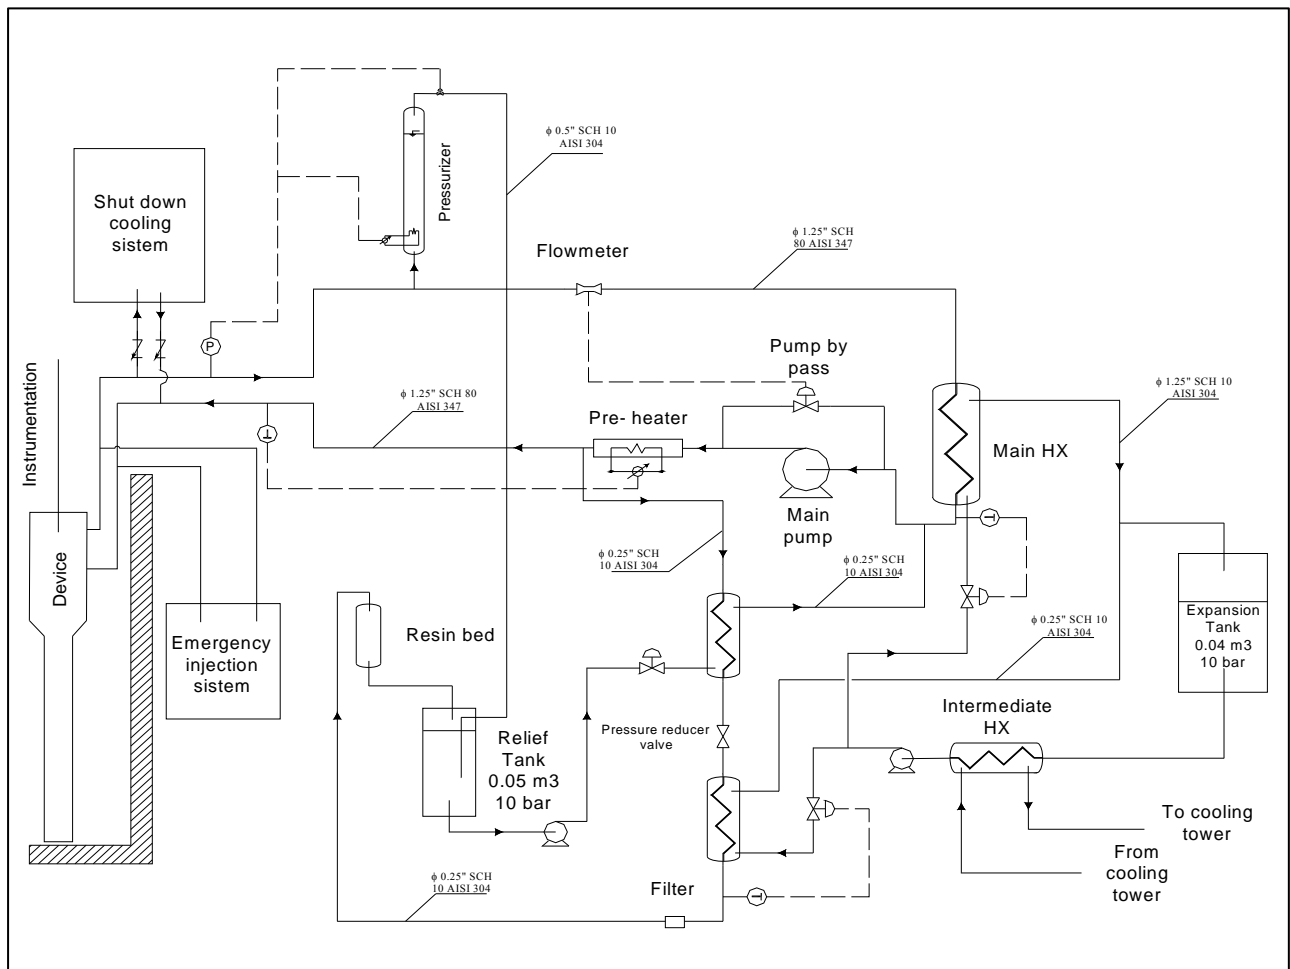 ϕ 0.5" SCH 10
AISI 304
Pressurizer
Shut down
cooling
sistem
Flowmeter
ϕ 1.25" SCH
80 AISI 347
P
Instrumentation
Pump by
pass
ϕ 1.25" SCH 80
AISI 347
Pre- heater
ϕ 1.25" SCH 10
AISI 304
T
Main HX
Main
pump
T
ϕ 0.25" SCH
10 AISI 304
ϕ 0.25" SCH
10 AISI 304
Device
Emergency
injection
sistem
Resin bed
Expansion
Tank
0.04 m3
10 bar
ϕ 0.25" SCH 10
AISI 304
Intermediate
HX
Relief
Tank
0.05 m3
10 bar
Pressure reducer
valve
To cooling
tower
From
cooling
tower
ϕ 0.25" SCH
10 AISI 304
Filter
T